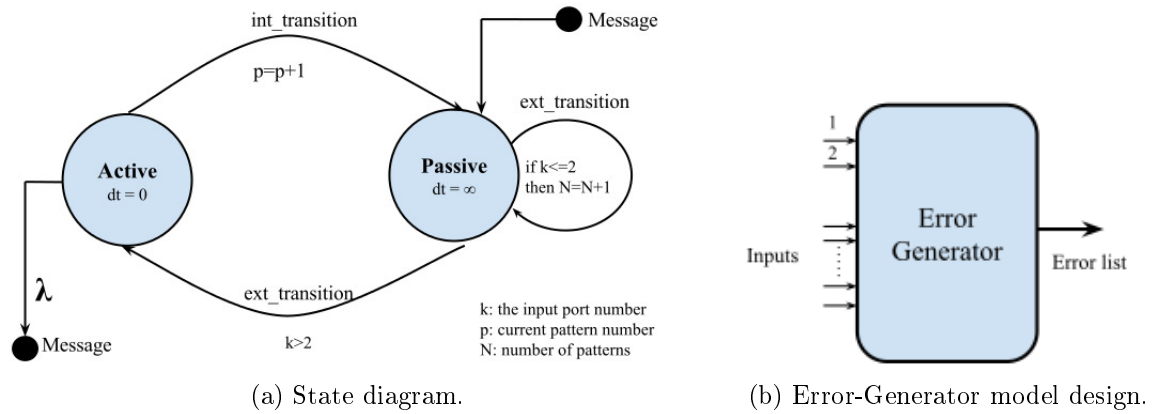 int_transition
p=p+1
Message
ext_transition
if k<=2
then N=N+1
Active
dt = 0
Passive
dt = ∞
λ
Message
ext_transition
k>2
k: the input port number
p: current pattern number
N: number of patterns
(a) State diagram.
1
2
Inputs
Error
Generator
Error list
(b) Error-Generator model design.